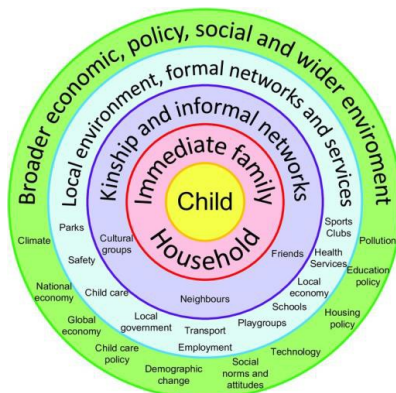 Broader economic, policy, social and wider enviroment
Local environment, formal networks and services
Kinship and informal networks
Immediate family
Child
Household
Sports
Clubs
Parks
Climate
Cultural
groups
Pollution
Safety
Friends
Health
Services
Education
policy
National
economy
Child care
Local
economy
Neighbours
Global
economy
Local
government
Schools
Housing
policy
Transport
Playgroups
Child care
policy
Employment
Technology
Demographic
change
Social
norms and
attitudes